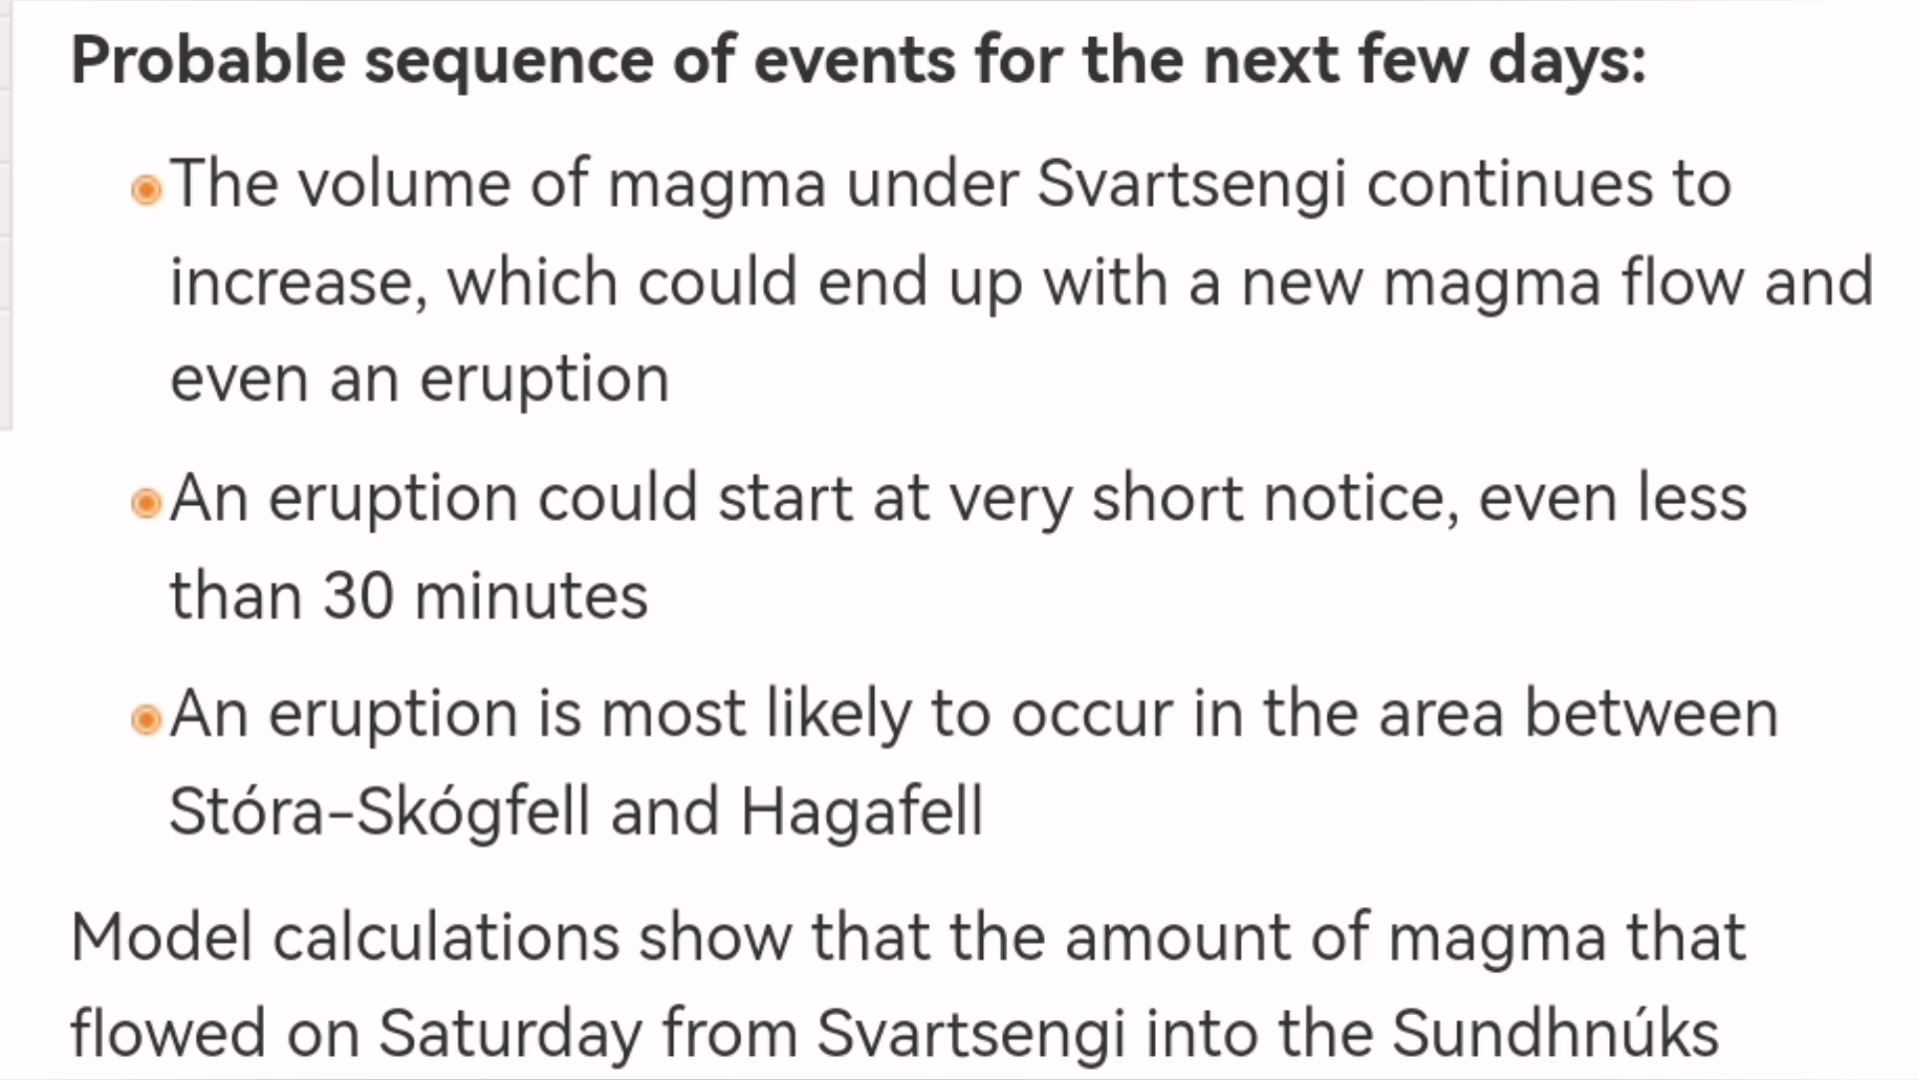 Probable sequence of events for the next few days:
The volume of magma under Svartsengi continues to
increase, which could end up with a new magma flow and
even an eruption
An eruption could start at very short notice, even less
than 30 minutes
An eruption is most likely to occur in the area between
Stóra-Skógfell and Hagafell
Model calculations show that the amount of magma that
flowed on Saturday from Svartsengi into the Sundhnúks